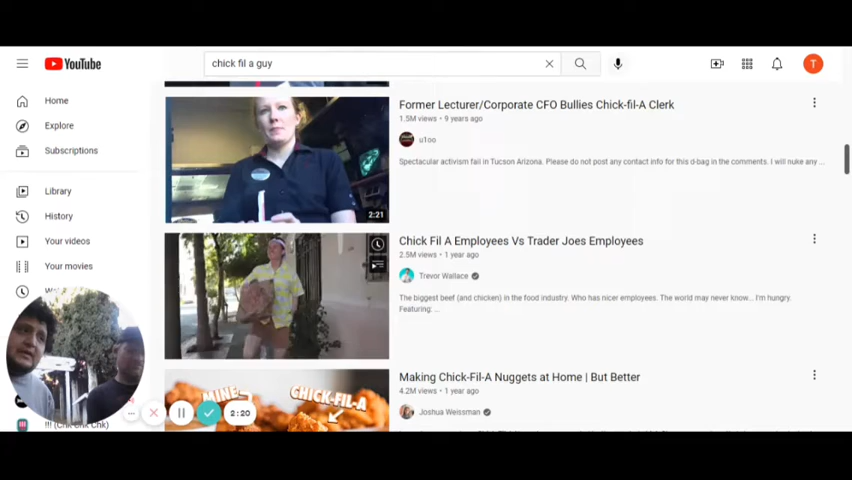 YouTube
chick fil a guy
T
Home
Explore
Subscriptions
Library
History
Your videos
Your movies
2:20
!!! (Chk Chk Chk)
2:21
Former Lecturer/Corporate CFO Bullies Chick-fil-A Clerk
1.5M views • 9 years ago
u1oo
Spectacular activism fail in Tucson Arizona. Please do not post any contact info for this d-bag in the comments. I will nuke any ...
Chick Fil A Employees Vs Trader Joes Employees
2.5M views • 1 year ago
Trevor Wallace
The biggest beef (and chicken) in the food industry. Who has nicer employees. The world may never know... I'm hungry.
Featuring: ...
MINE
CHICK-FIL-A
Making Chick-Fil-A Nuggets at Home | But Better
4.2M views • 1 year ago
Joshua Weissman